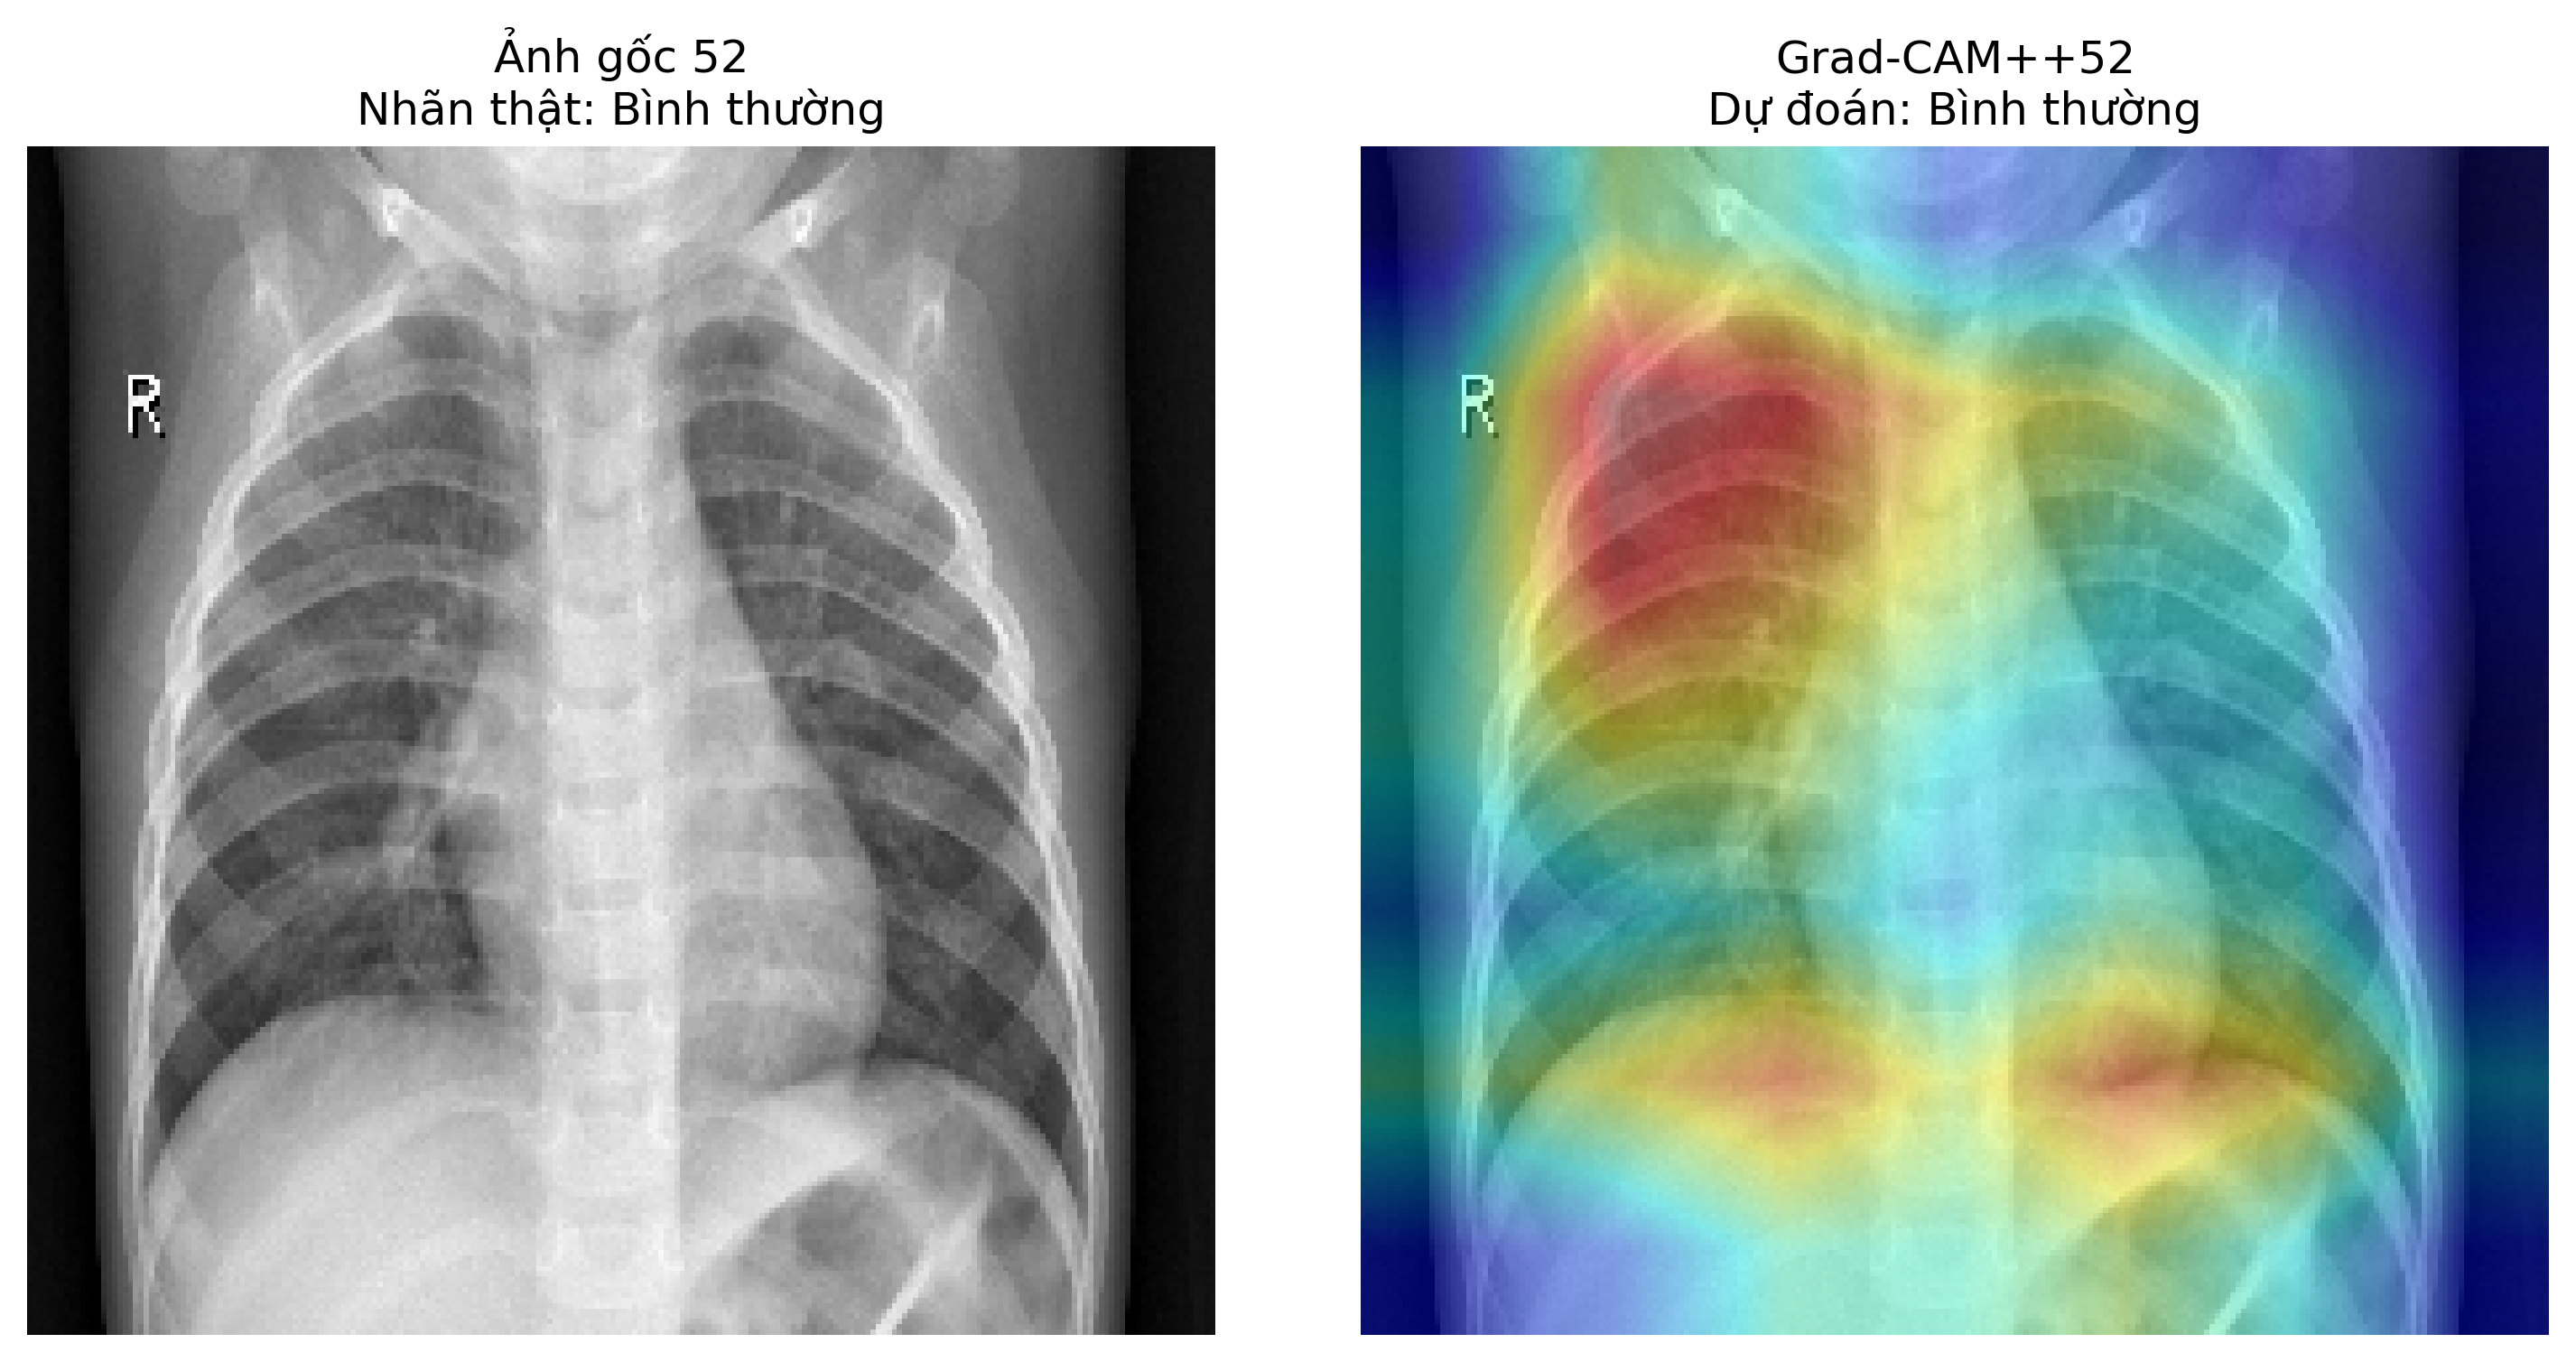 Ảnh gốc 52
Nhãn thật: Bình thường
Grad-CAM++52
Dự đoán: Bình thường
R
R